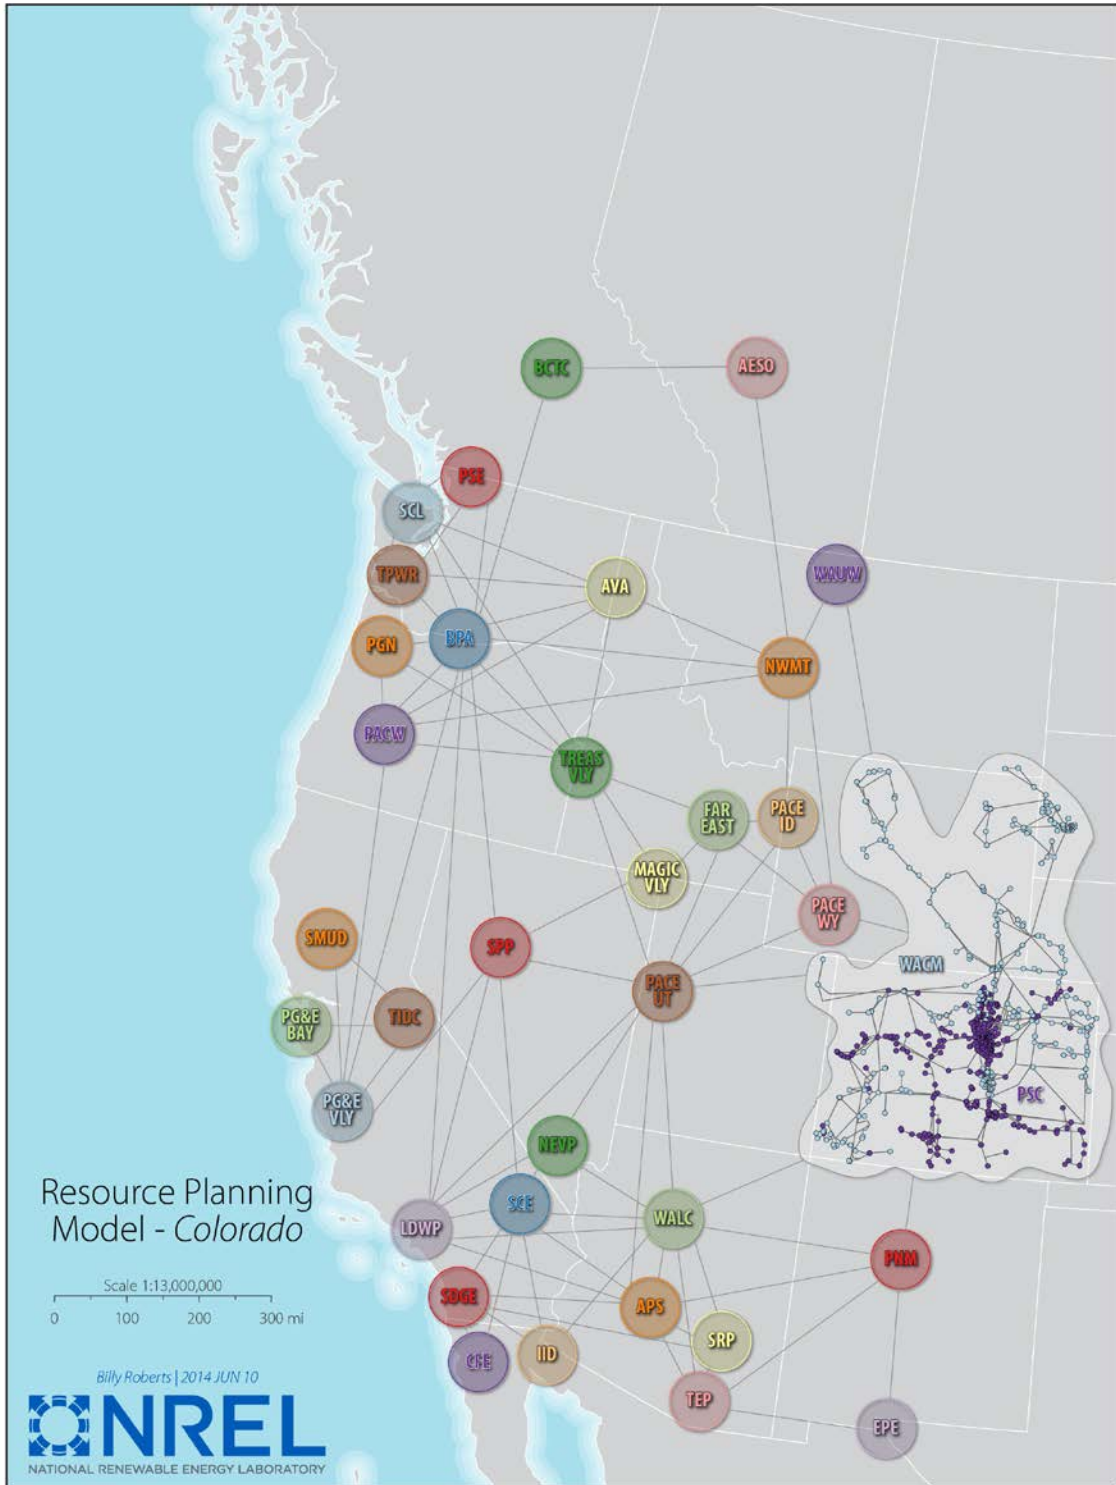 BCTC
AESO
PSE
SCL
TPWR
AVA
WAUW
BPA
PGN
NWMT
PACW
TREAS
VLY
FAR
EAST
PACE
ID
MAGIC
VLY
PACE
WY
SMUD
SPP
WACM
PACE
UT
PG&E
BAY
TIDC
PG&E
VLY
PSC
NEVP
SCE
LDWP
WALC
PNM
SDGE
APS
SRP
CFE
IID
TEP
EPE
Resource Planning
Model - Colorado
Scale 1:13,000,000
0 100 200 300 mi
Billy Roberts | 2014 JUN 10
NREL
NATIONAL RENEWABLE ENERGY LABORATORY